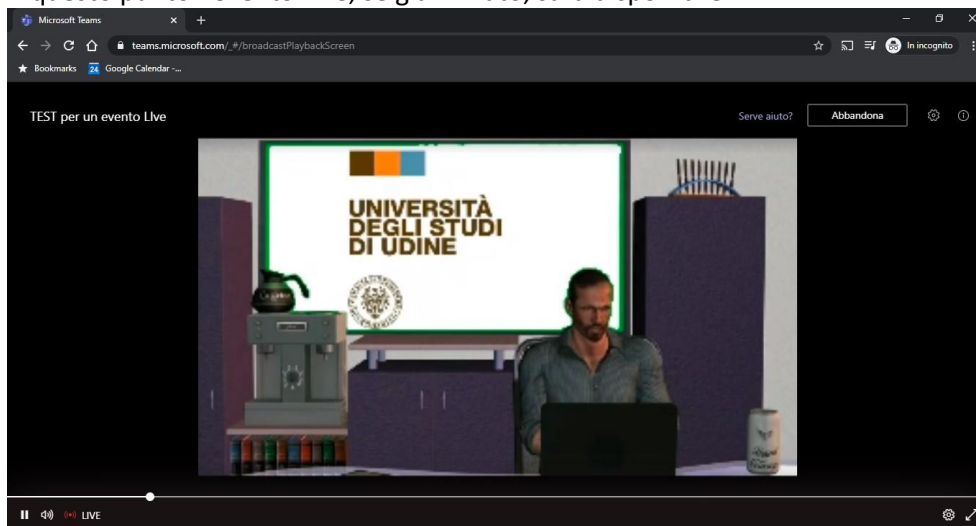 Microsoft Teams
teams.microsoft.com/_#/broadcastPlaybackScreen
In incognito
Bookmarks
24
Google Calendar -...
TEST per un evento LIve
Serve aiuto?
Abbandona
UNIVERSITÀ
DEGLI STUDI
DI UDINE
LIVE